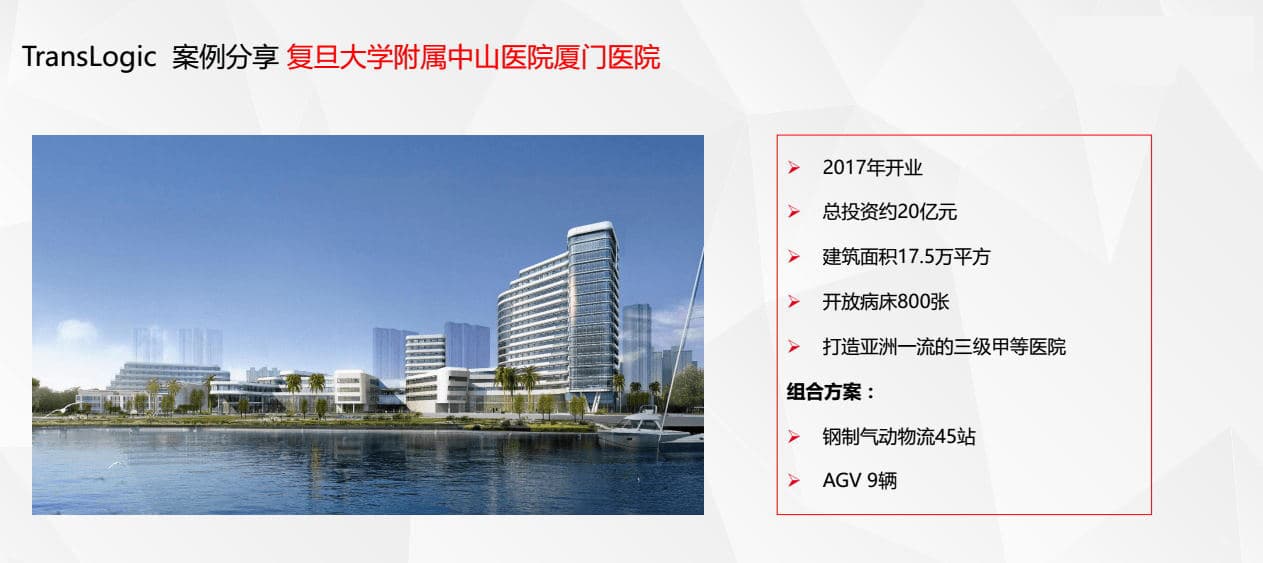 TransLogic 案例分享 复旦大学附属中山医院厦门医院
2017年开业
总投资约20亿元
建筑面积17.5万平方
开放病床800张
打造亚洲一流的三级甲等医院
组合方案：
钢制气动物流45站
AGV 9辆